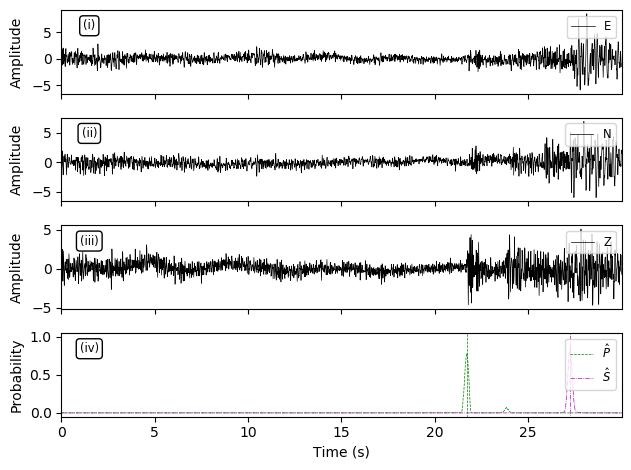 (i)
E
Amplitude
5
0
−5
(ii)
N
Amplitude
5
0
−5
(iii)
Z
Amplitude
5
0
−5
(iv)
P̂
Ŝ
Probability
1.0
0.5
0.0
0 5 10 15 20 25
Time (s)